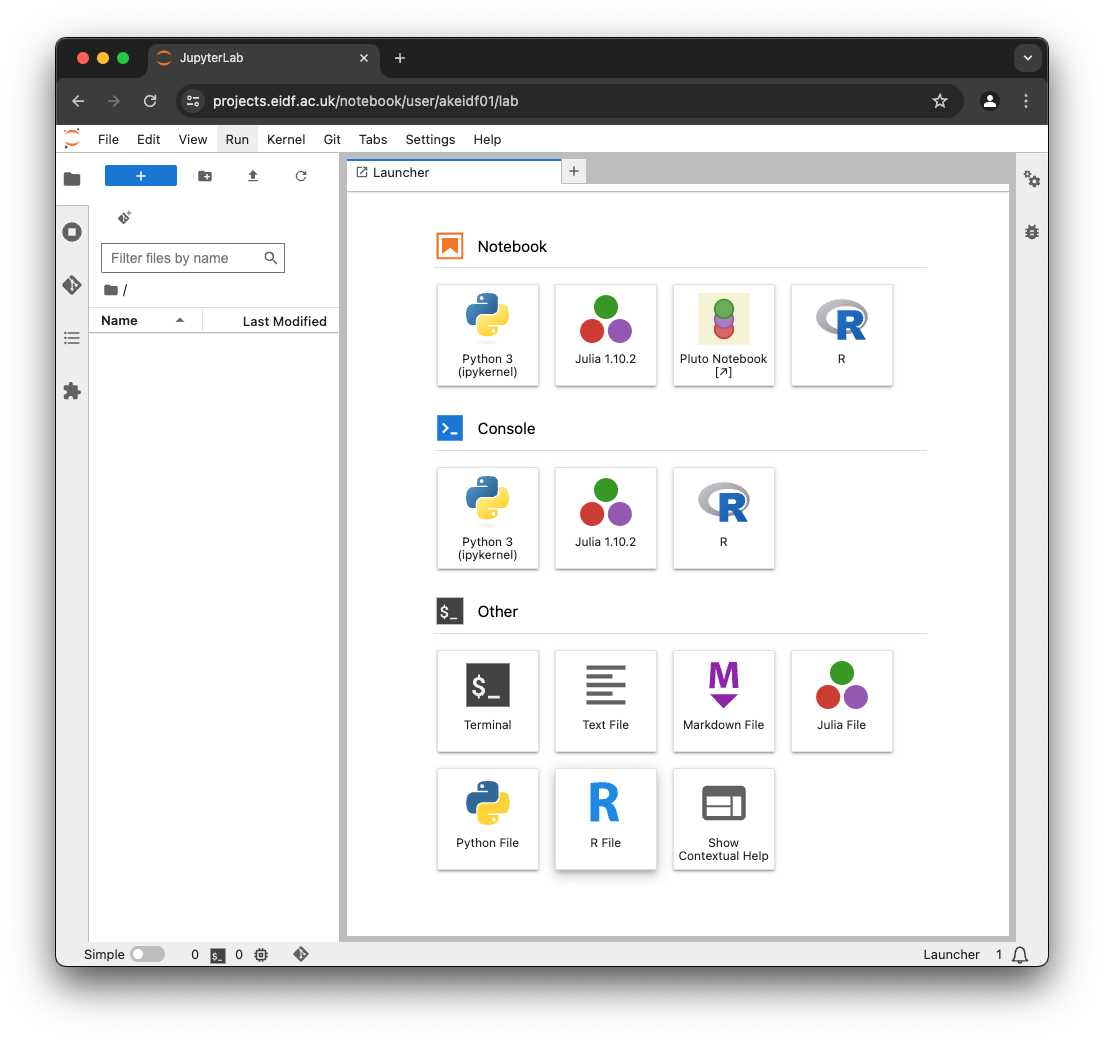 JupyterLab
projects.eidf.ac.uk/notebook/user/akeidf01/lab
File Edit View Run Kernel Git Tabs Settings Help
+
Launcher
Filter files by name
/
Name Last Modified
Notebook
Python 3
(ipykernel)
Julia 1.10.2
Pluto Notebook
[↗]
R
Console
Python 3
(ipykernel)
Julia 1.10.2
R
$_ Other
$_
Terminal
Text File
M
Markdown File
Julia File
Python File
R
R File
Show
Contextual Help
Simple 0 $_ 0 Launcher 1